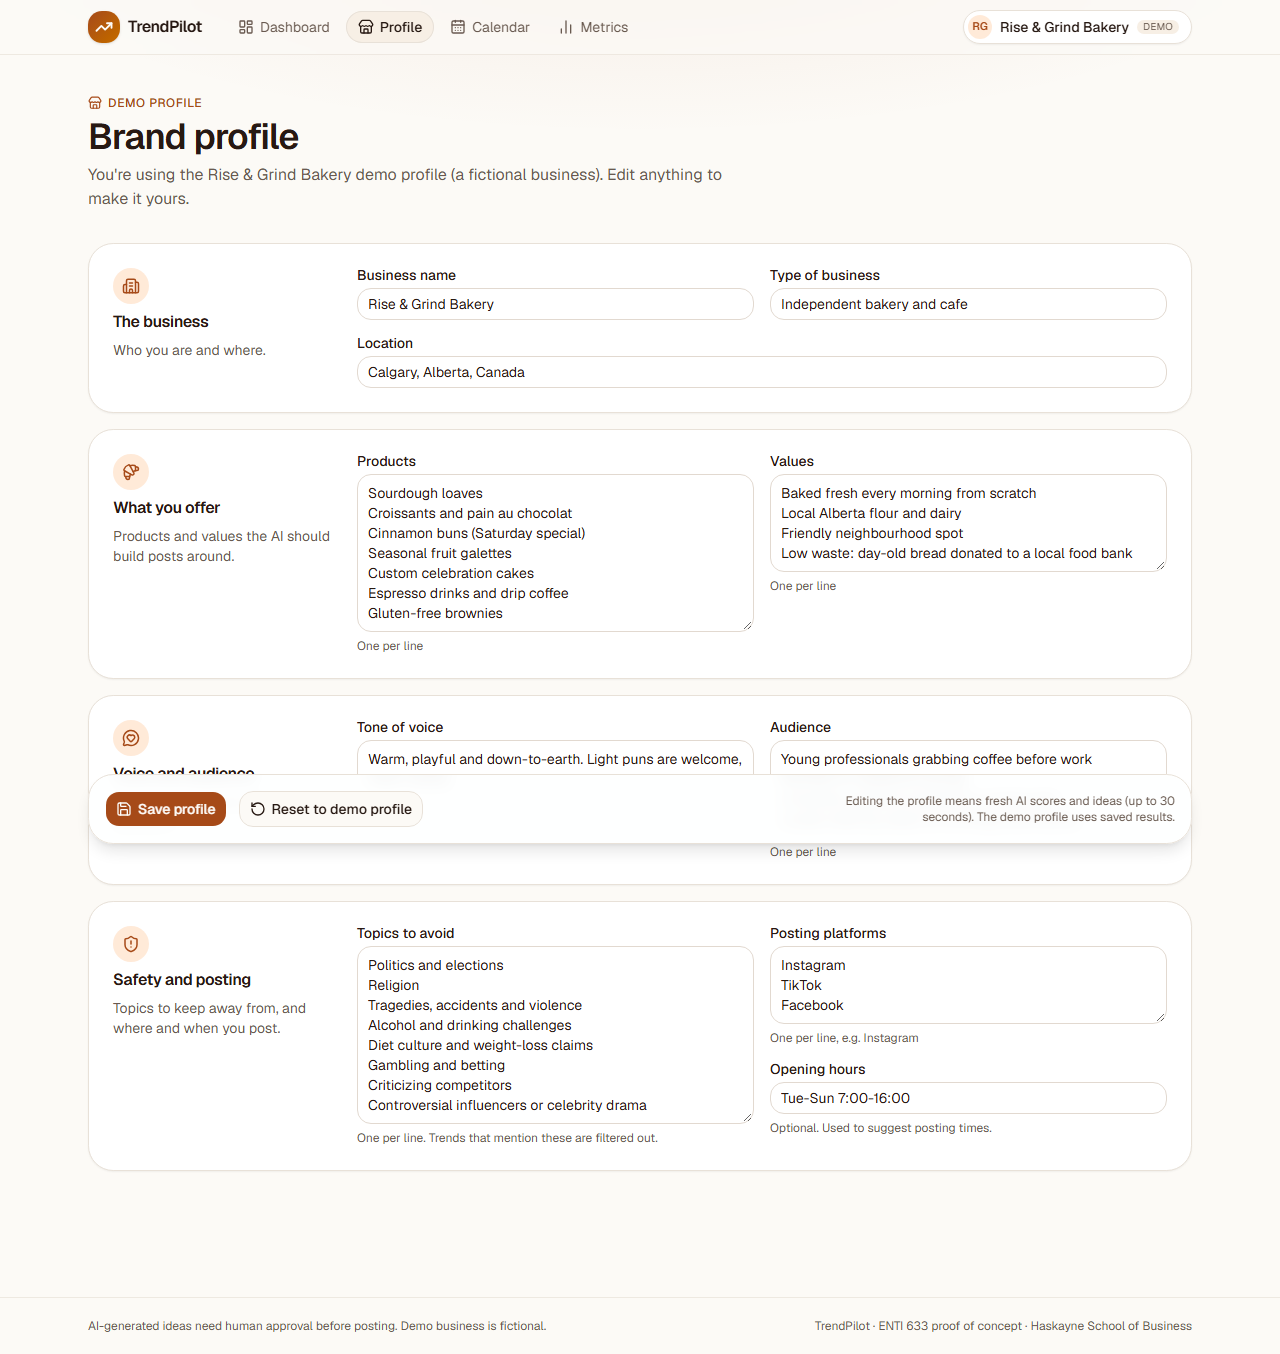 TrendPilot
Dashboard
Profile
Calendar
Metrics
RG
Rise & Grind Bakery
DEMO
DEMO PROFILE
Brand profile
You're using the Rise & Grind Bakery demo profile (a fictional business). Edit anything to
make it yours.
The business
Who you are and where.
Business name
Rise & Grind Bakery
Type of business
Independent bakery and cafe
Location
Calgary, Alberta, Canada
What you offer
Products and values the AI should
build posts around.
Products
Sourdough loaves
Croissants and pain au chocolat
Cinnamon buns (Saturday special)
Seasonal fruit galettes
Custom celebration cakes
Espresso drinks and drip coffee
Gluten-free brownies
One per line
Values
Baked fresh every morning from scratch
Local Alberta flour and dairy
Friendly neighbourhood spot
Low waste: day-old bread donated to a local food bank
One per line
Voice and audience
Tone of voice
Warm, playful and down-to-earth. Light puns are welcome,
Audience
Young professionals grabbing coffee before work
Save profile
Reset to demo profile
Editing the profile means fresh AI scores and ideas (up to 30
seconds). The demo profile uses saved results.
One per line
Safety and posting
Topics to keep away from, and
where and when you post.
Topics to avoid
Politics and elections
Religion
Tragedies, accidents and violence
Alcohol and drinking challenges
Diet culture and weight-loss claims
Gambling and betting
Criticizing competitors
Controversial influencers or celebrity drama
One per line. Trends that mention these are filtered out.
Posting platforms
Instagram
TikTok
Facebook
One per line, e.g. Instagram
Opening hours
Tue-Sun 7:00-16:00
Optional. Used to suggest posting times.
AI-generated ideas need human approval before posting. Demo business is fictional.
TrendPilot · ENTI 633 proof of concept · Haskayne School of Business